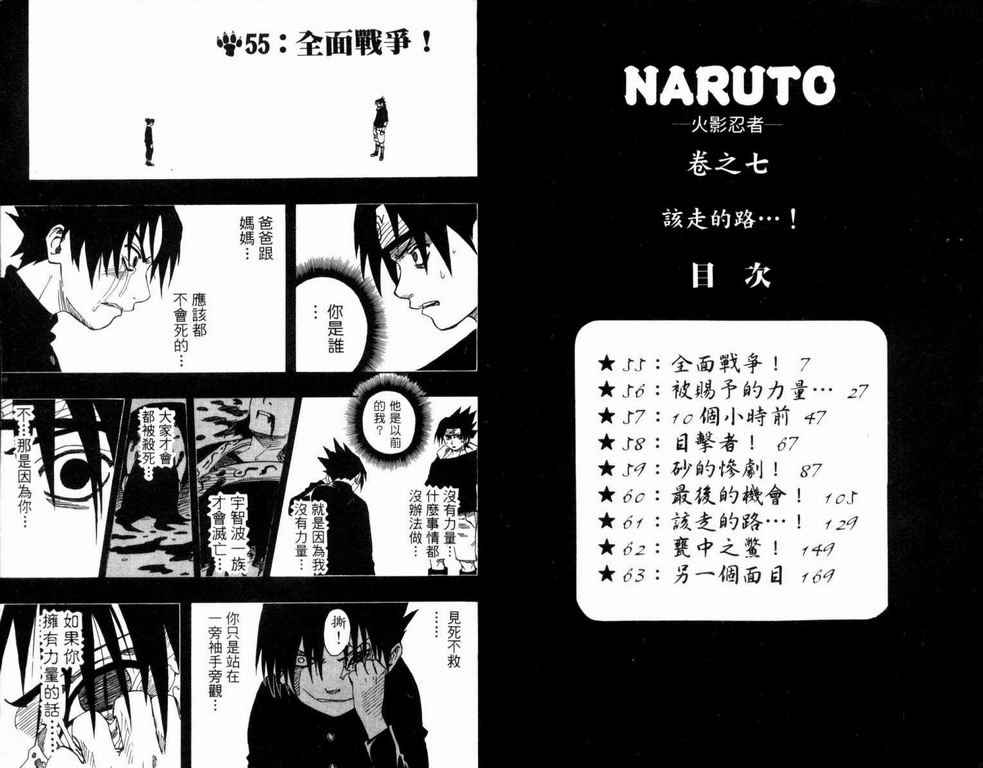 NARUTO
火影忍者
卷之七
該走的路…！
目 次
★ 55：全面戰爭！ 7
★ 56：被賜予的力量… 27
★ 57：10個小時前 47
★ 58：目擊者！ 67
★ 59：砂的慘劇！ 87
★ 60：最後的機會！ 105
★ 61：該走的路…！ 129
★ 62：甕中之鱉！ 149
★ 63：另一個面目 169
55：全面戰爭！
你是誰
…
爸爸跟
媽媽…
應該都
不會死的…
他是以前
的我？
沒有力量…
什麼事情都
沒辦法做…
就是因為我
沒有力量…
宇智波一族
才會滅亡…
大家才會
都被殺死…
不…那是因為你…
見死不救
……
撕！
你只是站在
一旁袖手旁觀…
如果你
擁有力量的話……